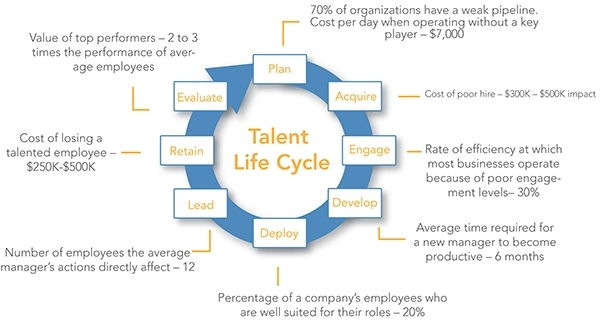 70% of organizations have a weak pipeline.
Cost per day when operating without a key
player – $7,000
Value of top performers – 2 to 3
times the performance of aver-
age employees
Plan
Evaluate
Acquire
Cost of poor hire – $300K – $500K impact
Talent
Life Cycle
Cost of losing a
talented employee –
$250K-$500K
Retain
Engage
Rate of efficiency at which
most businesses operate
because of poor engage-
ment levels– 30%
Lead
Develop
Deploy
Average time required for
a new manager to become
productive – 6 months
Number of employees the average
manager's actions directly affect – 12
Percentage of a company's employees who
are well suited for their roles – 20%